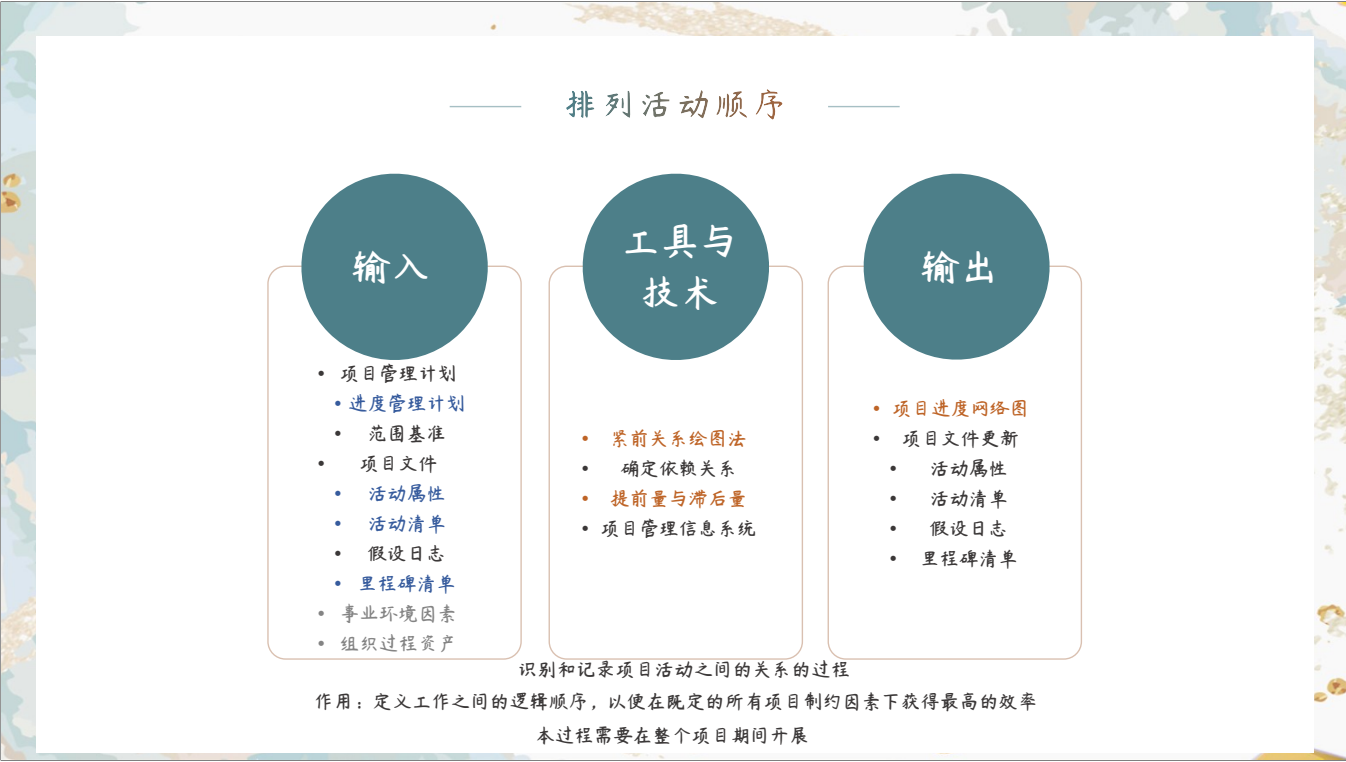 排列活动顺序
输入
• 项目管理计划
• 进度管理计划
• 范围基准
• 项目文件
• 活动属性
• 活动清单
• 假设日志
• 里程碑清单
• 事业环境因素
• 组织过程资产
工具与
技术
• 紧前关系绘图法
• 确定依赖关系
• 提前量与滞后量
• 项目管理信息系统
输出
• 项目进度网络图
• 项目文件更新
• 活动属性
• 活动清单
• 假设日志
• 里程碑清单
识别和记录项目活动之间的关系的过程
作用：定义工作之间的逻辑顺序，以便在既定的所有项目制约因素下获得最高的效率
本过程需要在整个项目期间开展